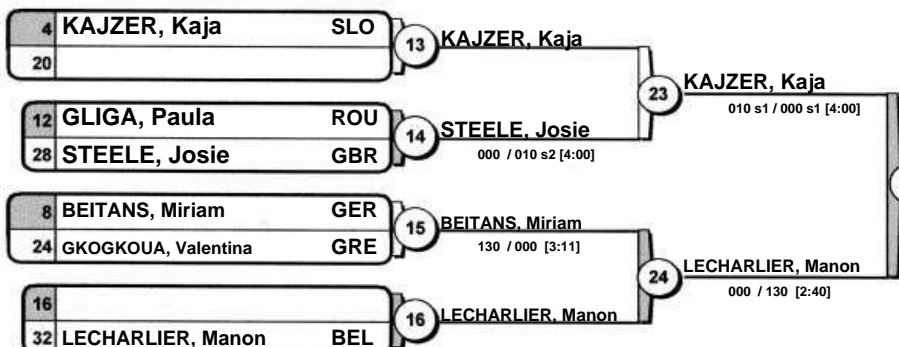 4 KAJZER, Kaja SLO
20
13 KAJZER, Kaja
12 GLIGA, Paula ROU
28 STEELE, Josie GBR
14 STEELE, Josie
000 / 010 s2 [4:00]
23 KAJZER, Kaja
010 s1 / 000 s1 [4:00]
8 BEITANS, Miriam GER
24 GKOGKOUA, Valentina GRE
15 BEITANS, Miriam
130 / 000 [3:11]
16
32 LECHARLIER, Manon BEL
16 LECHARLIER, Manon
24 LECHARLIER, Manon
000 / 130 [2:40]